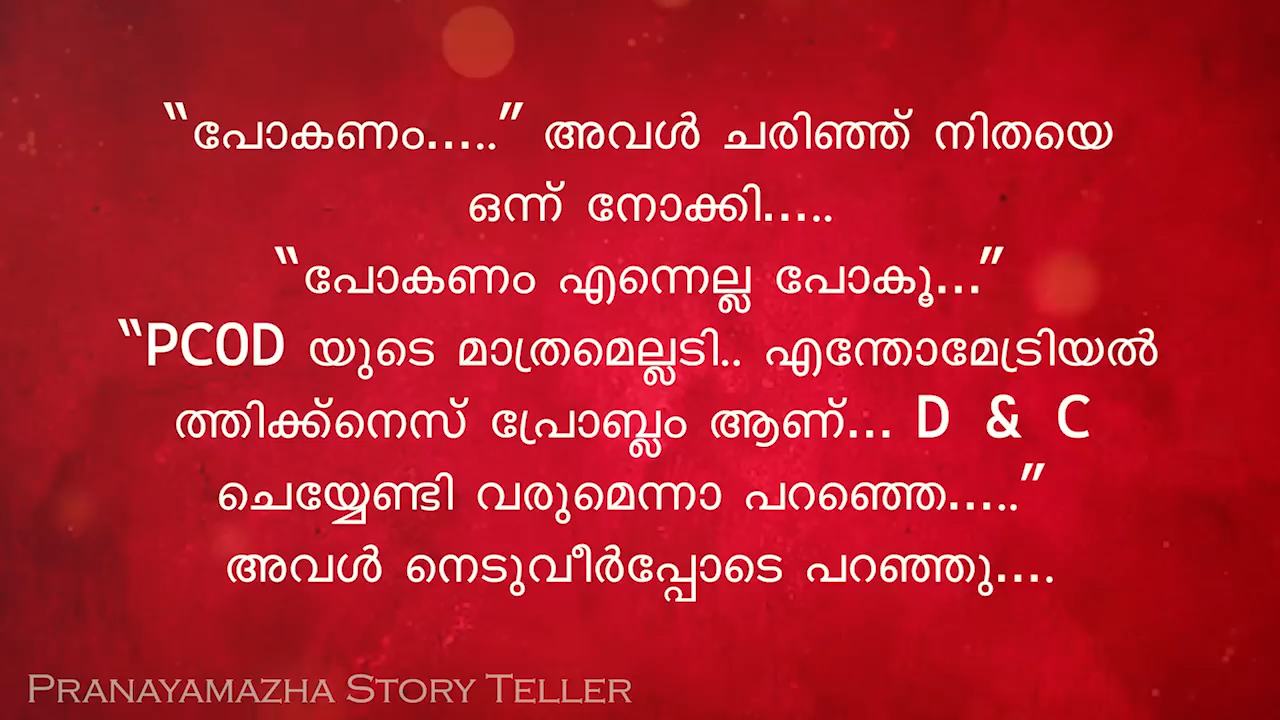 “പോകണം…..” അവൾ ചരിഞ്ഞ് നിതയെ
ഒന്ന് നോക്കി…..
“പോകണം എന്നെല്ല പോകൂ…”
“PCOD യുടെ മാത്രമെല്ലടി.. എന്തോമേട്രിയൽ
ത്തിക്ക്നെസ് പ്രോബ്ലം ആണ്… D & C
ചെയ്യേണ്ടി വരുമെന്നാ പറഞ്ഞെ…..”
അവൾ നെടുവീർപ്പോടെ പറഞ്ഞു….
PRANAYAMAZHA STORY TELLER